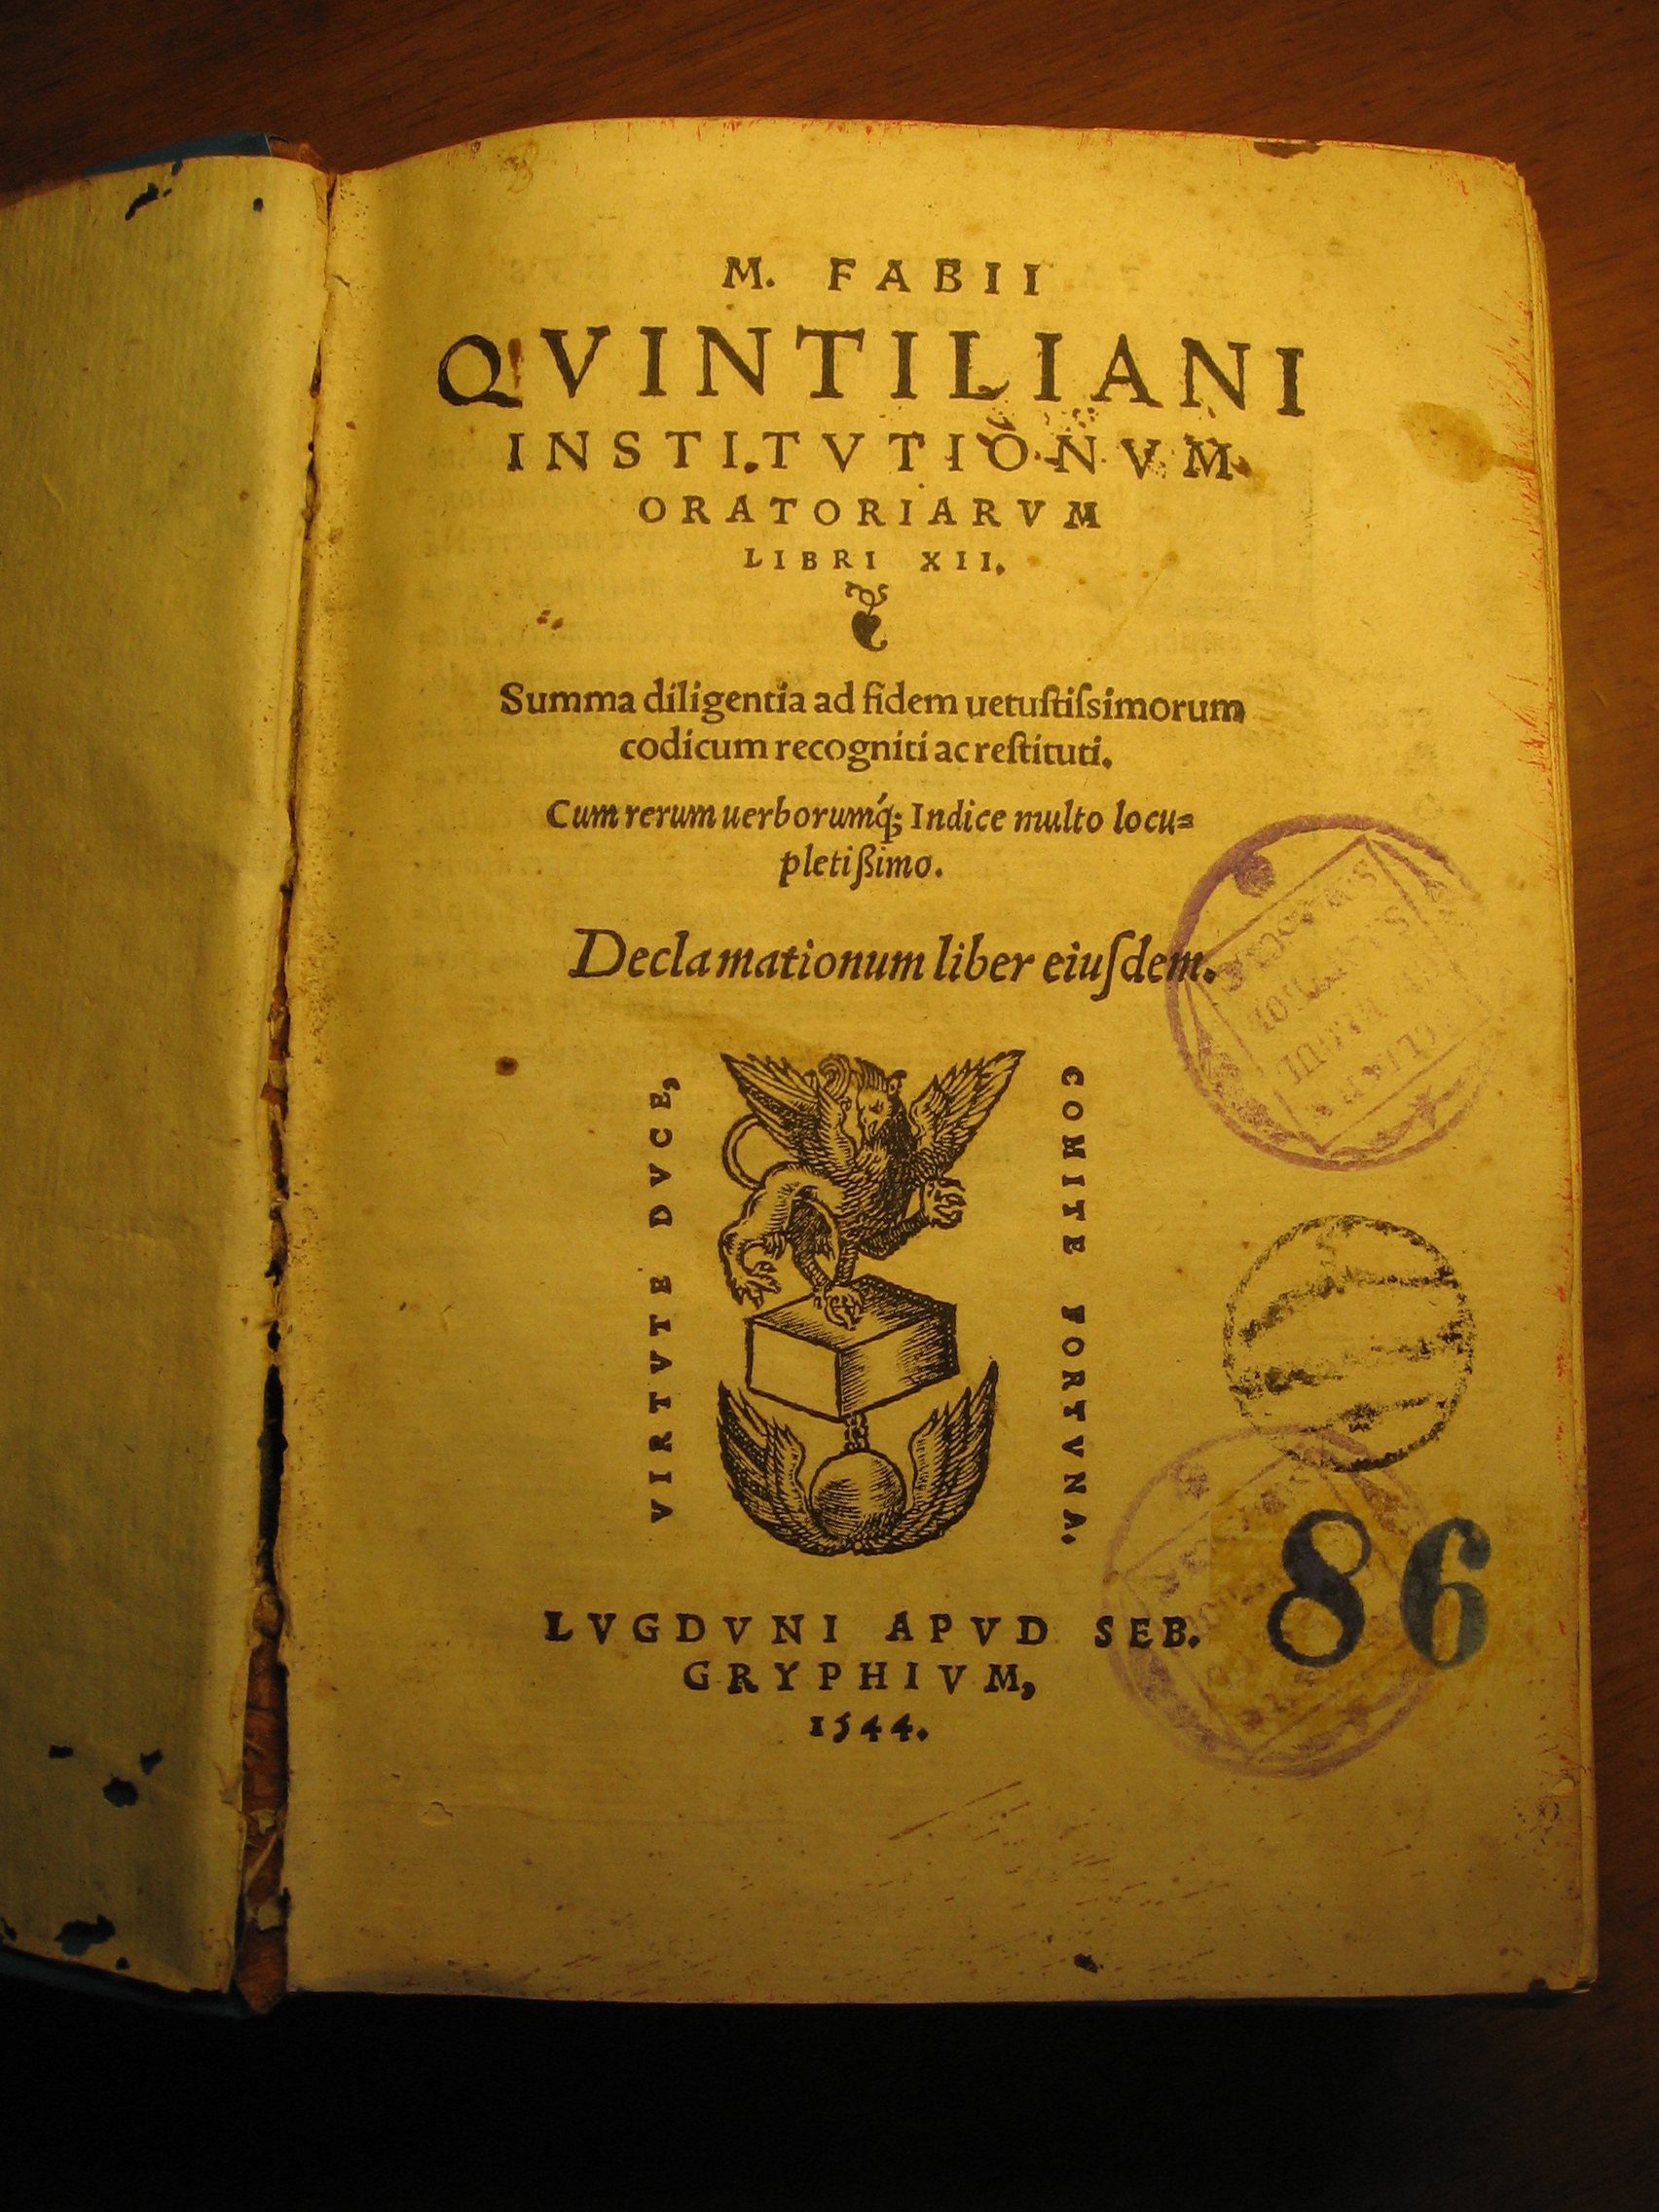 M. FABII
QVINTILIANI
INSTITVTIONVM
ORATORIARVM
LIBRI XII.
Summa diligentia ad fidem uetuſtiſsimorum
codicum recogniti ac reſtituti.
Cum rerum uerborumq́; Indice multo locu-
pletißimo.
Declamationum liber eiuſdem.
VIRTVTE DVCE,
COMITE FORTVNA.
LVGDVNI APVD SEB.
GRYPHIVM,
1544.
86